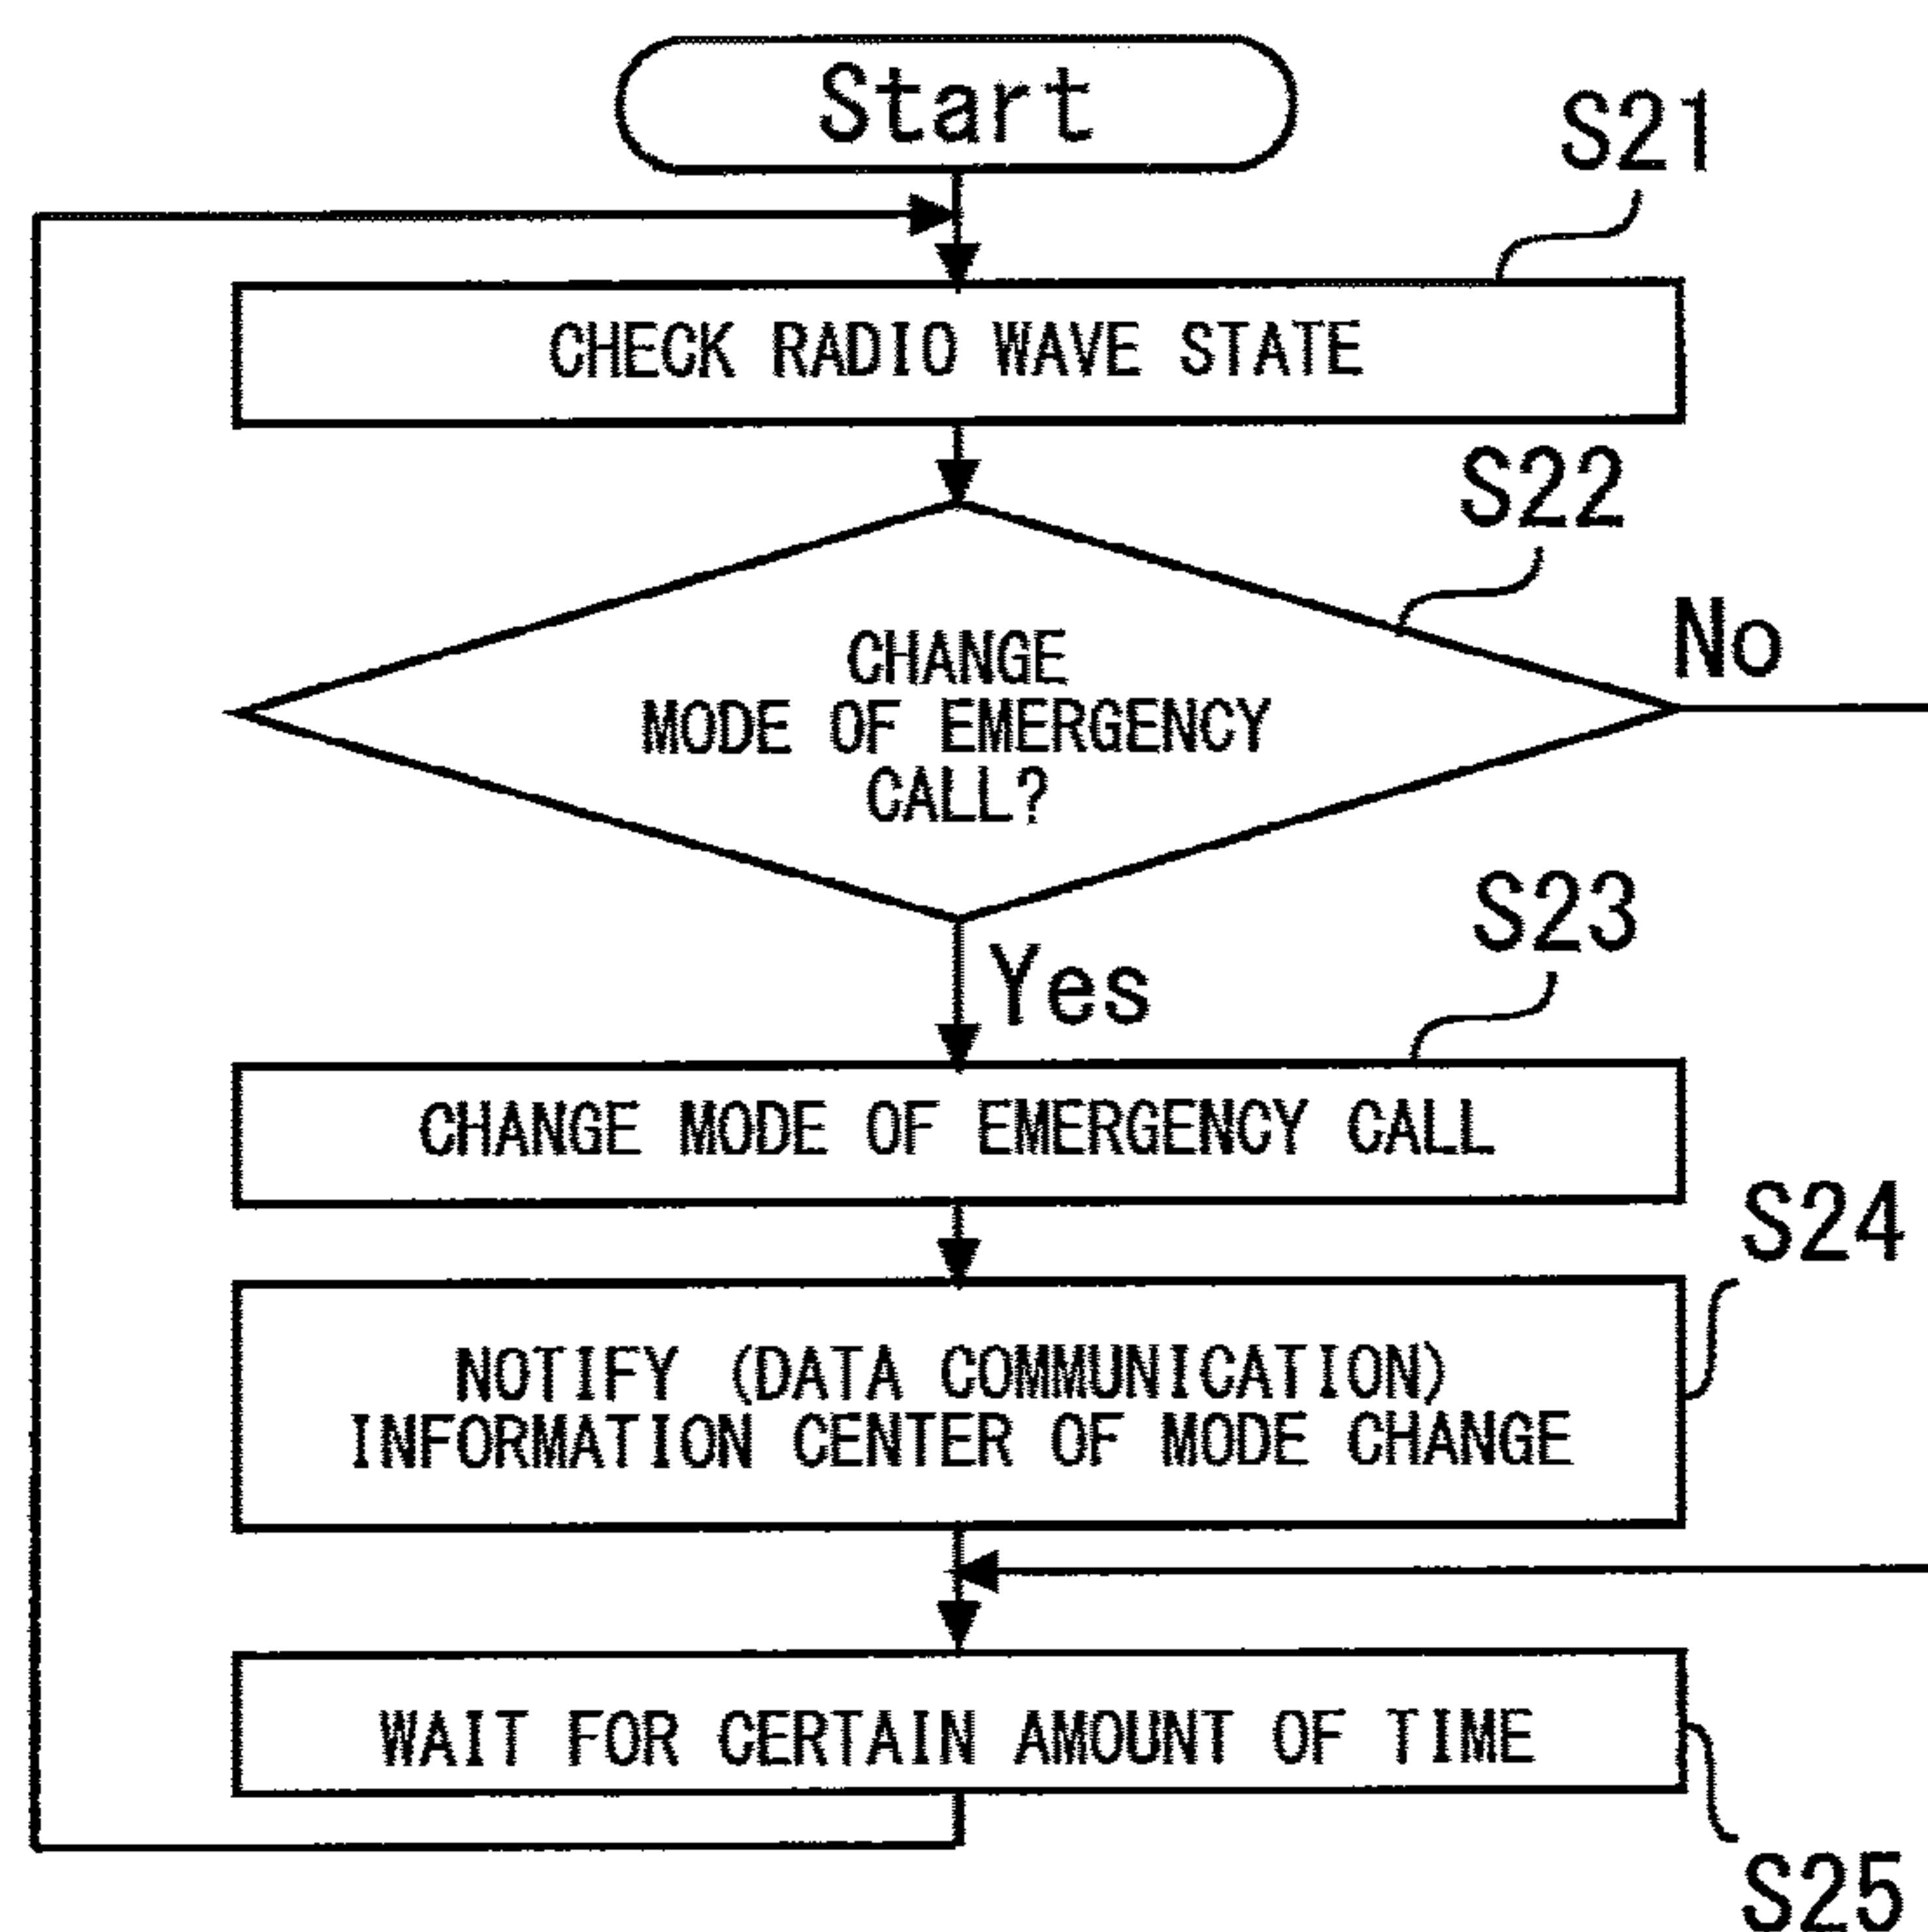 Start
S21
CHECK RADIO WAVE STATE
S22
CHANGE
MODE OF EMERGENCY
CALL?
No
Yes
S23
CHANGE MODE OF EMERGENCY CALL
S24
NOTIFY (DATA COMMUNICATION)
INFORMATION CENTER OF MODE CHANGE
WAIT FOR CERTAIN AMOUNT OF TIME
S25